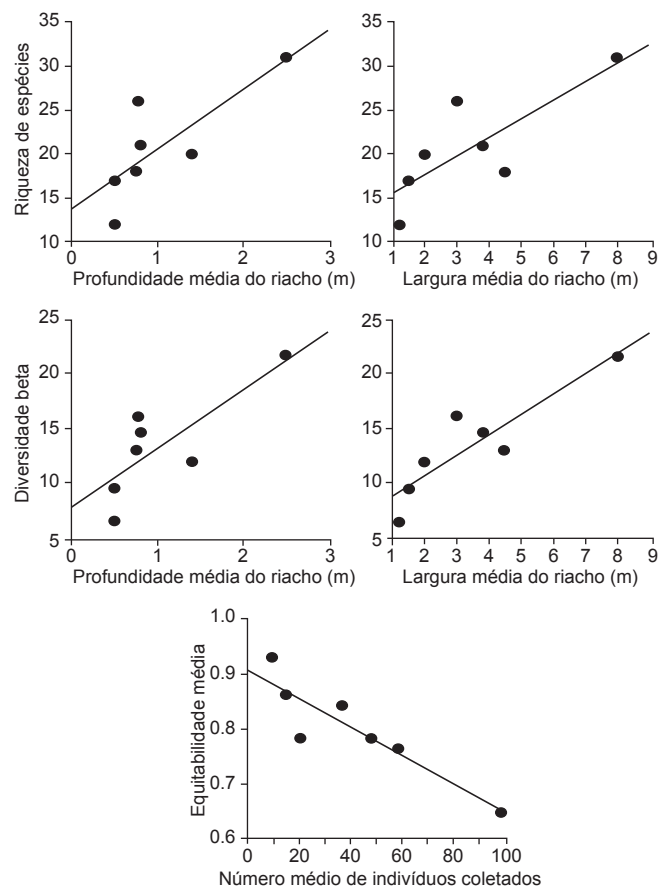 35
30
25
20
15
10
Riqueza de espécies
0 1 2 3
Profundidade média do riacho (m)
35
30
25
20
15
10
1 2 3 4 5 6 7 8 9
Largura média do riacho (m)
25
20
15
10
5
Diversidade beta
0 1 2 3
Profundidade média do riacho (m)
25
20
15
10
5
1 2 3 4 5 6 7 8 9
Largura média do riacho (m)
1.0
0.9
0.8
0.7
0.6
Equitabilidade média
0 20 40 60 80 100
Número médio de indivíduos coletados